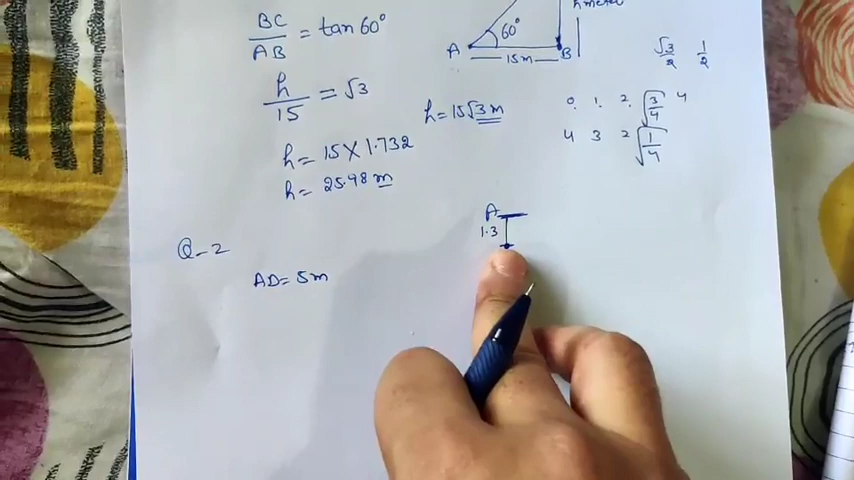 BC/AB = tan 60°
h/15 = √3
h = 15√3 m
h = 15 X 1.732
h = 25.98 m
h meter
60°
A
B
15m
√3/2 1/2
0. 1. 2. √3/4 4
4 3 2 √1/4
Q-2
AD = 5m
A
1.3